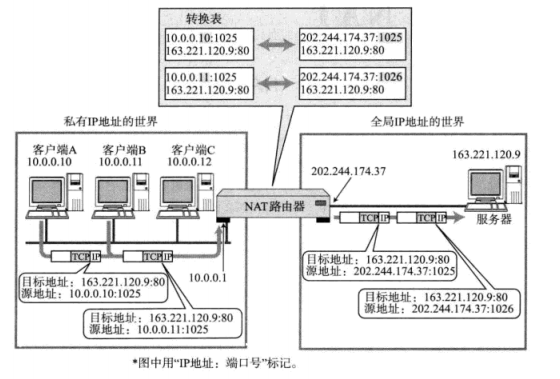 转换表
10.0.0.10:1025
163.221.120.9:80
202.244.174.37:1025
163.221.120.9:80
10.0.0.11:1025
163.221.120.9:80
202.244.174.37:1026
163.221.120.9:80
私有IP地址的世界
全局IP地址的世界
客户端A
10.0.0.10
客户端B
10.0.0.11
客户端C
10.0.0.12
202.244.174.37
163.221.120.9
NAT路由器
服务器
TCP IP
TCP IP
TCP IP
TCP IP
10.0.0.1
目标地址：163.221.120.9:80
源地址：10.0.0.10:1025
目标地址：163.221.120.9:80
源地址：10.0.0.11:1025
目标地址：163.221.120.9:80
源地址：202.244.174.37:1025
目标地址：163.221.120.9:80
源地址：202.244.174.37:1026
*图中用“IP地址：端口号”标记。